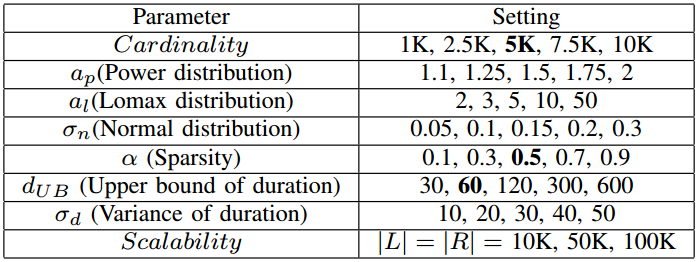 Parameter Setting
Cardinality 1K, 2.5K, 5K, 7.5K, 10K
a_p(Power distribution) 1.1, 1.25, 1.5, 1.75, 2
a_l(Lomax distribution) 2, 3, 5, 10, 50
σ_n(Normal distribution) 0.05, 0.1, 0.15, 0.2, 0.3
α (Sparsity) 0.1, 0.3, 0.5, 0.7, 0.9
d_{UB} (Upper bound of duration) 30, 60, 120, 300, 600
σ_d (Variance of duration) 10, 20, 30, 40, 50
Scalability |L| = |R| = 10K, 50K, 100K